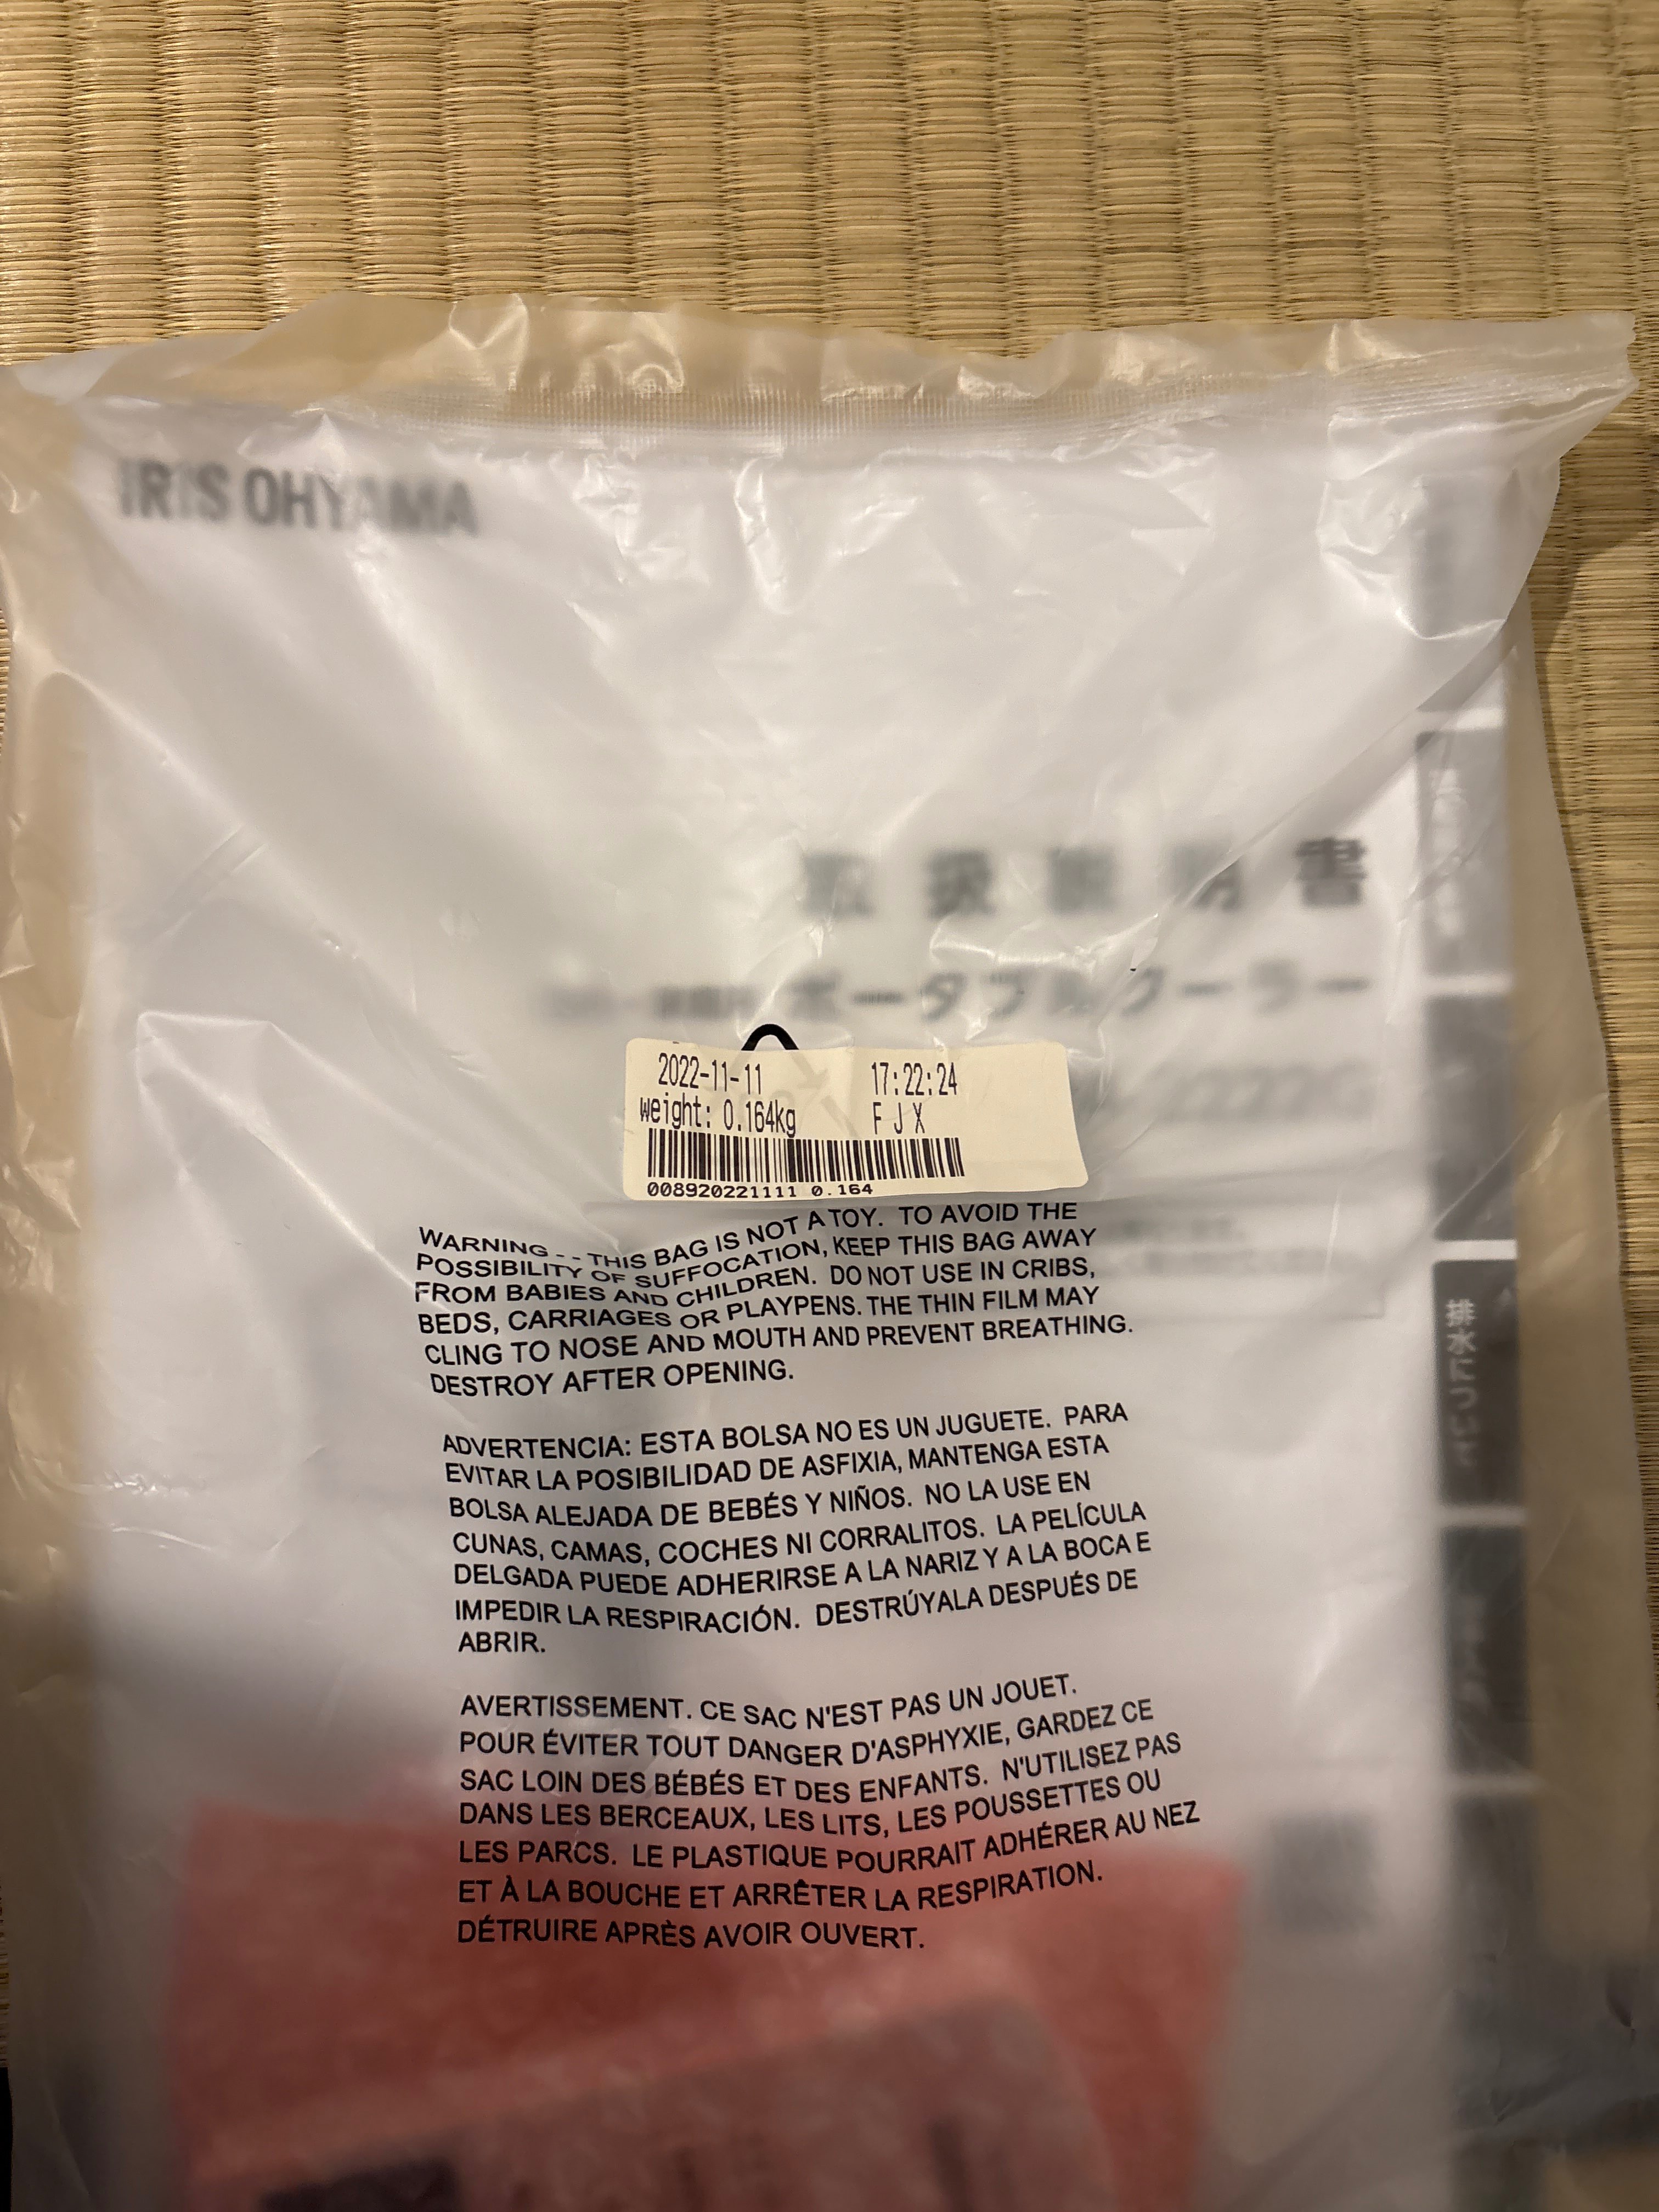 IRIS OHYAMA
取扱説明書
ポータブルクーラー
2022-11-11 17:22:24
weight: 0.164kg FJX
008920221111 0.164
WARNING - - THIS BAG IS NOT A TOY. TO AVOID THE
POSSIBILITY OF SUFFOCATION, KEEP THIS BAG AWAY
FROM BABIES AND CHILDREN. DO NOT USE IN CRIBS,
BEDS, CARRIAGES OR PLAYPENS. THE THIN FILM MAY
CLING TO NOSE AND MOUTH AND PREVENT BREATHING.
DESTROY AFTER OPENING.
ADVERTENCIA: ESTA BOLSA NO ES UN JUGUETE. PARA
EVITAR LA POSIBILIDAD DE ASFIXIA, MANTENGA ESTA
BOLSA ALEJADA DE BEBÉS Y NIÑOS. NO LA USE EN
CUNAS, CAMAS, COCHES NI CORRALITOS. LA PELÍCULA
DELGADA PUEDE ADHERIRSE A LA NARIZ Y A LA BOCA E
IMPEDIR LA RESPIRACIÓN. DESTRÚYALA DESPUÉS DE
ABRIR.
AVERTISSEMENT. CE SAC N'EST PAS UN JOUET.
POUR ÉVITER TOUT DANGER D'ASPHYXIE, GARDEZ CE
SAC LOIN DES BÉBÉS ET DES ENFANTS. N'UTILISEZ PAS
DANS LES BERCEAUX, LES LITS, LES POUSSETTES OU
LES PARCS. LE PLASTIQUE POURRAIT ADHÉRER AU NEZ
ET À LA BOUCHE ET ARRÊTER LA RESPIRATION.
DÉTRUIRE APRÈS AVOIR OUVERT.
排水について